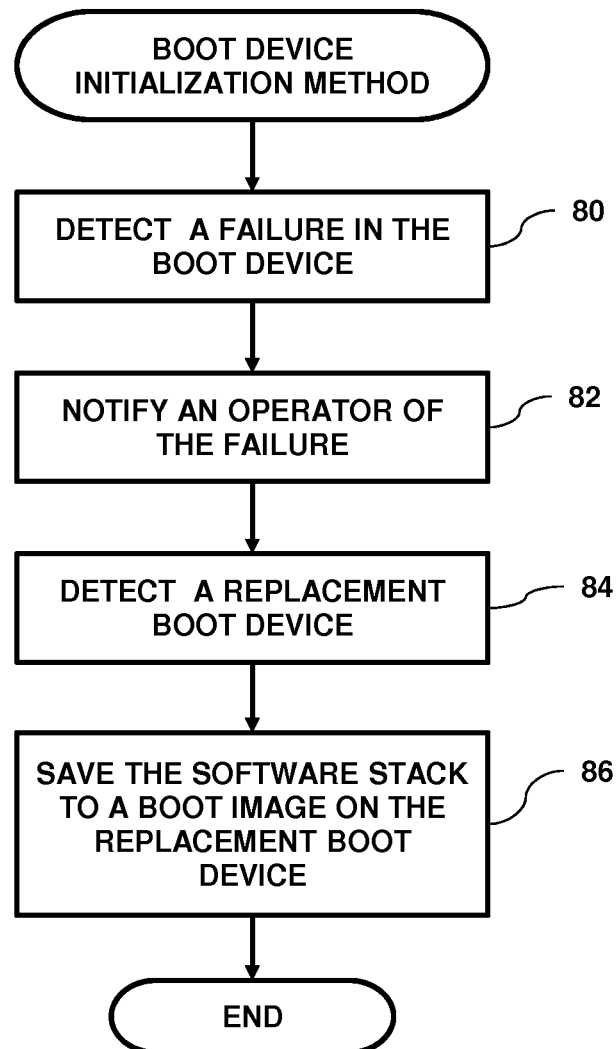 BOOT DEVICE
INITIALIZATION METHOD
DETECT A FAILURE IN THE
BOOT DEVICE
80
NOTIFY AN OPERATOR OF
THE FAILURE
82
DETECT A REPLACEMENT
BOOT DEVICE
84
SAVE THE SOFTWARE STACK
TO A BOOT IMAGE ON THE
REPLACEMENT BOOT
DEVICE
86
END